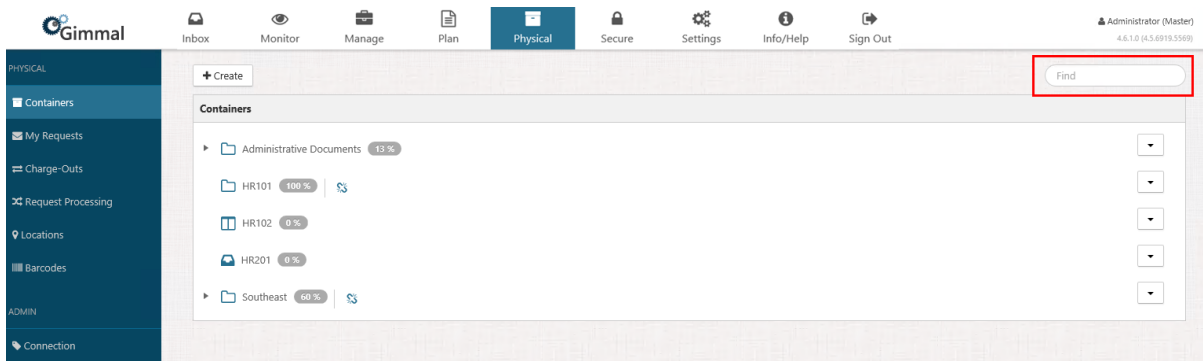 Gimmal
Inbox
Monitor
Manage
Plan
Physical
Secure
Settings
Info/Help
Sign Out
Administrator (Master)
4.6.1.0 (4.5.6919.5569)
PHYSICAL
Containers
My Requests
Charge-Outs
Request Processing
Locations
Barcodes
ADMIN
Connection
+ Create
Find
Containers
Administrative Documents 13 %
HR101 100 %
HR102 0 %
HR201 0 %
Southeast 60 %